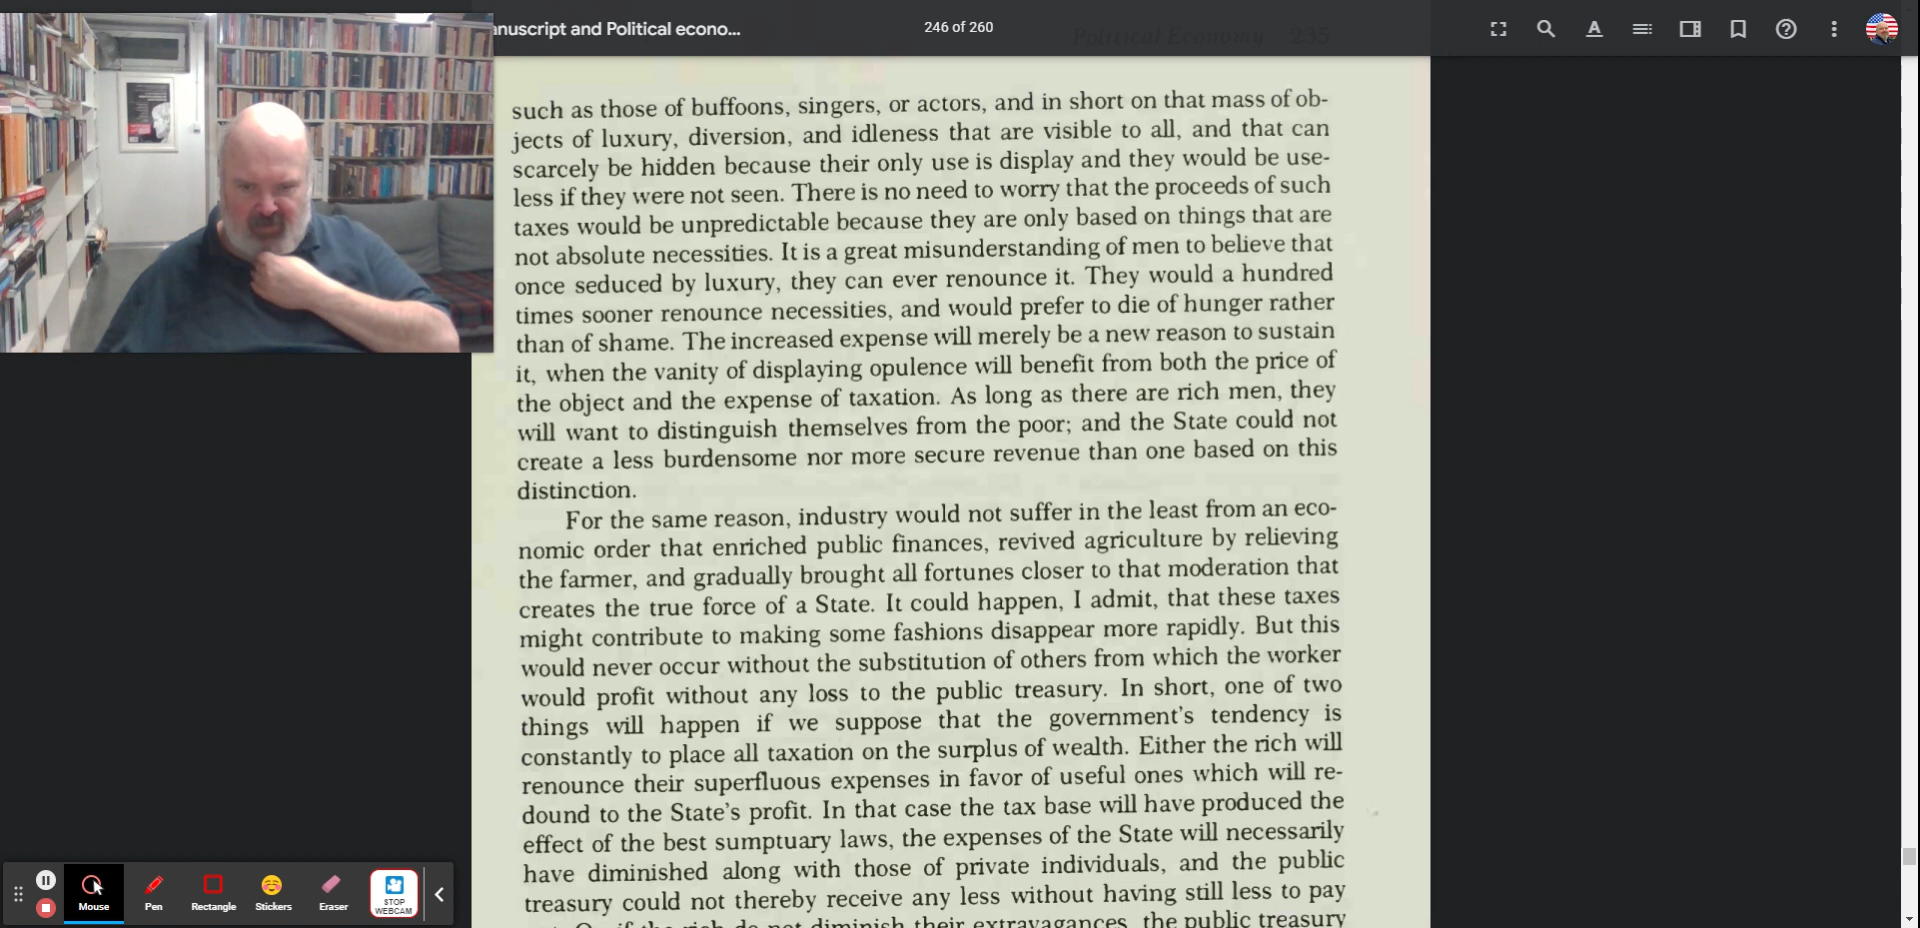 anuscript and Political econo...
246 of 260
Political Economy 235
such as those of buffoons, singers, or actors, and in short on that mass of ob-
jects of luxury, diversion, and idleness that are visible to all, and that can
scarcely be hidden because their only use is display and they would be use-
less if they were not seen. There is no need to worry that the proceeds of such
taxes would be unpredictable because they are only based on things that are
not absolute necessities. It is a great misunderstanding of men to believe that
once seduced by luxury, they can ever renounce it. They would a hundred
times sooner renounce necessities, and would prefer to die of hunger rather
than of shame. The increased expense will merely be a new reason to sustain
it, when the vanity of displaying opulence will benefit from both the price of
the object and the expense of taxation. As long as there are rich men, they
will want to distinguish themselves from the poor; and the State could not
create a less burdensome nor more secure revenue than one based on this
distinction.
For the same reason, industry would not suffer in the least from an eco-
nomic order that enriched public finances, revived agriculture by relieving
the farmer, and gradually brought all fortunes closer to that moderation that
creates the true force of a State. It could happen, I admit, that these taxes
might contribute to making some fashions disappear more rapidly. But this
would never occur without the substitution of others from which the worker
would profit without any loss to the public treasury. In short, one of two
things will happen if we suppose that the government's tendency is
constantly to place all taxation on the surplus of wealth. Either the rich will
renounce their superfluous expenses in favor of useful ones which will re-
dound to the State's profit. In that case the tax base will have produced the
effect of the best sumptuary laws, the expenses of the State will necessarily
have diminished along with those of private individuals, and the public
treasury could not thereby receive any less without having still less to pay
if the rich do not diminish their extravagances, the public treasury
Mouse
Pen
Rectangle
Stickers
Eraser
STOP
WEBCAM